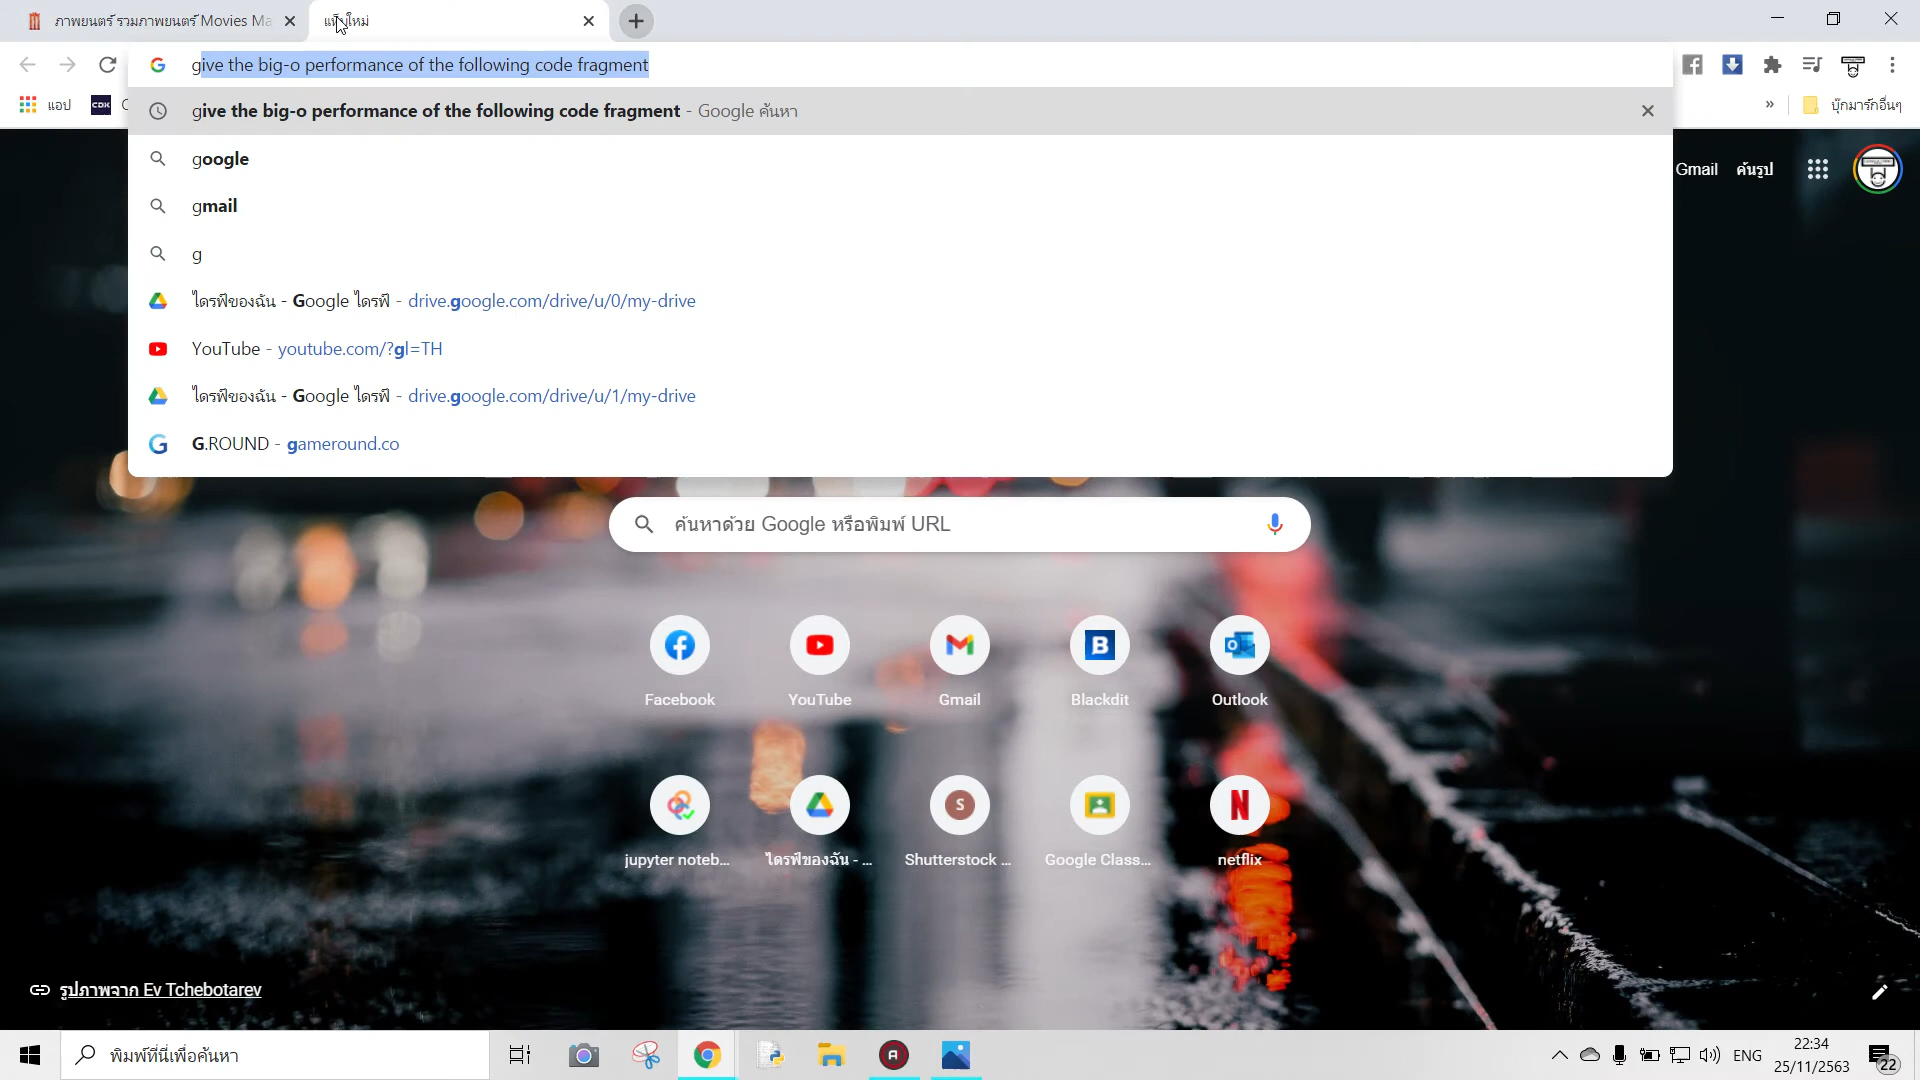 ภาพยนตร์ รวมภาพยนตร์ Movies Ma
แท็บใหม่
give the big-o performance of the following code fragment
แอป
CDK
บุ๊กมาร์กอื่นๆ
give the big-o performance of the following code fragment - Google ค้นหา
google
gmail
g
ไดรฟ์ของฉัน - Google ไดรฟ์ - drive.google.com/drive/u/0/my-drive
YouTube - youtube.com/?gl=TH
ไดรฟ์ของฉัน - Google ไดรฟ์ - drive.google.com/drive/u/1/my-drive
G.ROUND - gameround.co
Gmail ค้นรูป
ค้นหาด้วย Google หรือพิมพ์ URL
Facebook YouTube Gmail Blackdit Outlook
jupyter noteb... ไดรฟ์ของฉัน - ... Shutterstock ... Google Class... netflix
รูปภาพจาก Ev Tchebotarev
พิมพ์ที่นี่เพื่อค้นหา
ENG
22:34
25/11/2563
22